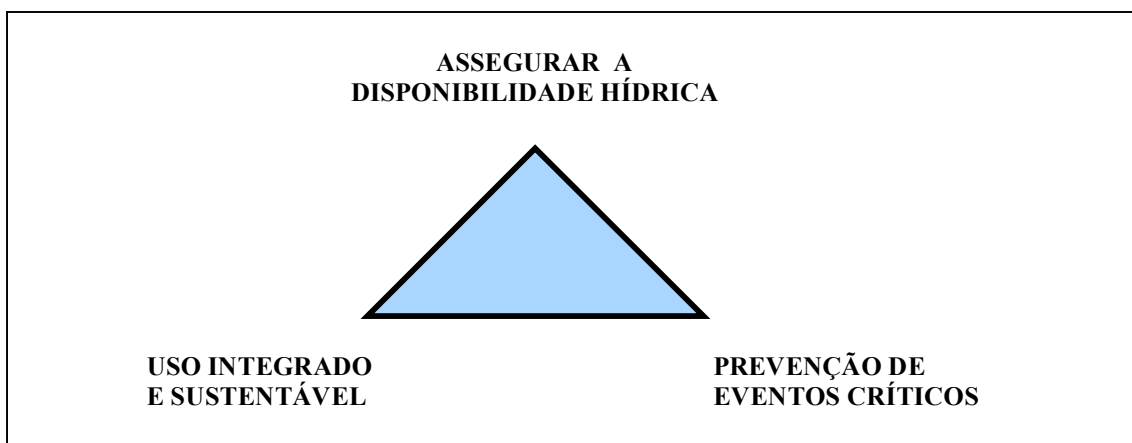 ASSEGURAR A
DISPONIBILIDADE HÍDRICA
USO INTEGRADO
E SUSTENTÁVEL
PREVENÇÃO DE
EVENTOS CRÍTICOS